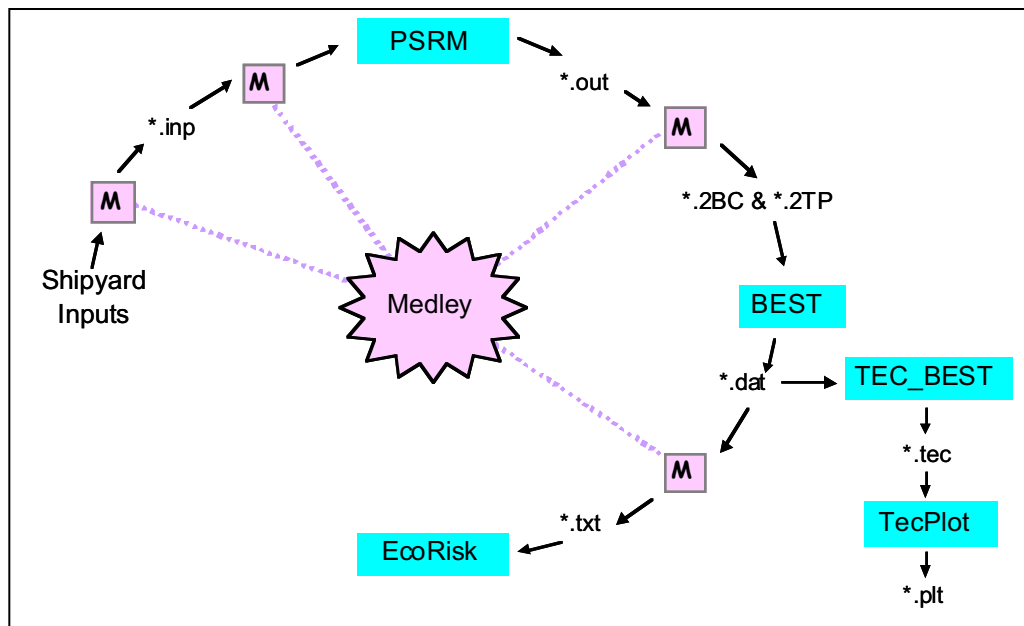 PSRM
*.out
M
*.inp
M
*.2BC & *.2TP
M
Shipyard
Inputs
Medley
BEST
*.dat
TEC_BEST
M
*.tec
*.txt
TecPlot
EcoRisk
*.plt